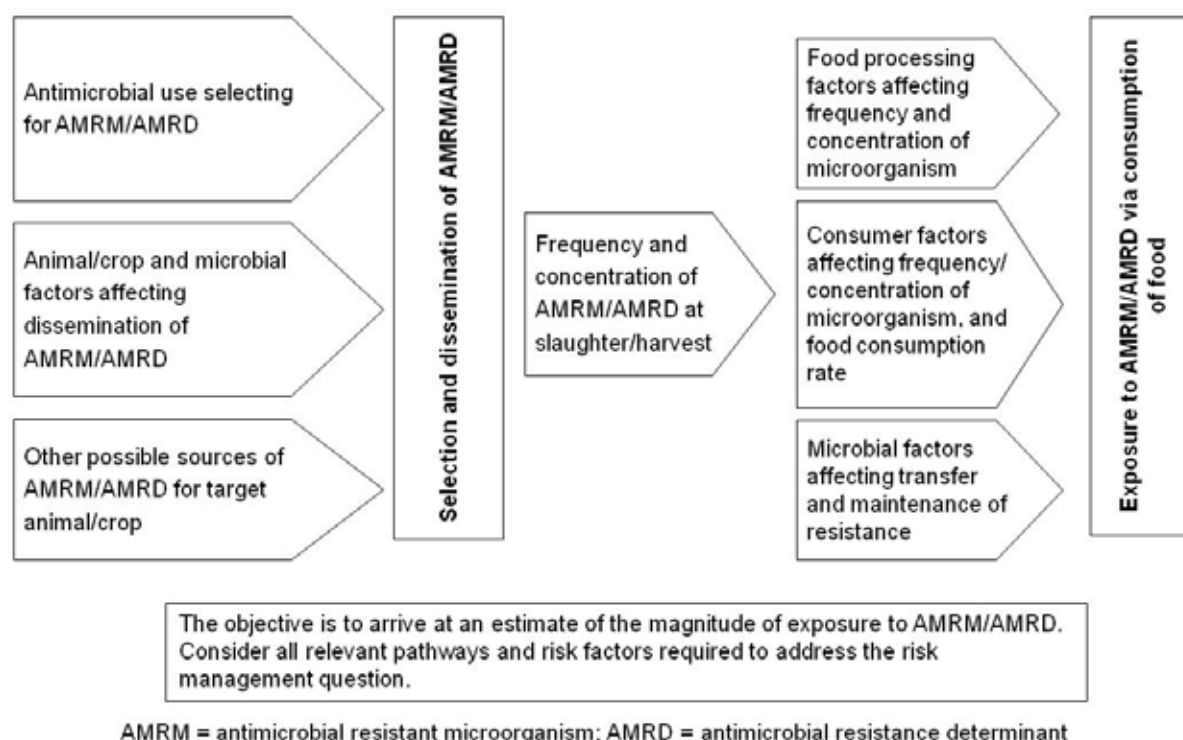 Antimicrobial use selecting
for AMRM/AMRD
Animal/crop and microbial
factors affecting
dissemination of
AMRM/AMRD
Other possible sources of
AMRM/AMRD for target
animal/crop
Selection and dissemination of AMRM/AMRD
Frequency and
concentration of
AMRM/AMRD at
slaughter/harvest
Food processing
factors affecting
frequency and
concentration of
microorganism
Consumer factors
affecting frequency/
concentration of
microorganism, and
food consumption
rate
Microbial factors
affecting transfer
and maintenance of
resistance
Exposure to AMRM/AMRD via consumption
of food
The objective is to arrive at an estimate of the magnitude of exposure to AMRM/AMRD.
Consider all relevant pathways and risk factors required to address the risk
management question.
AMRM = antimicrobial resistant microorganism; AMRD = antimicrobial resistance determinant